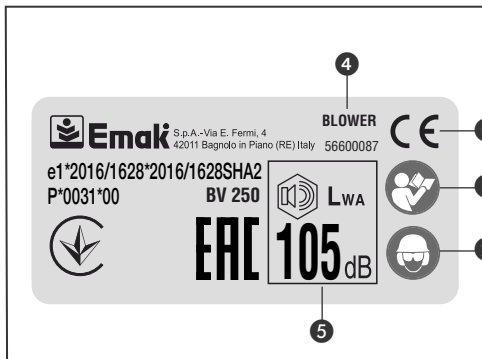 4
BLOWER
Emak S.p.A.-Via E. Fermi, 4
42011 Bagnolo in Piano (RE) Italy 56600087
CE
e1*2016/1628*2016/1628SHA2
P*0031*00
BV 250
LWA
EAC
105 dB
5